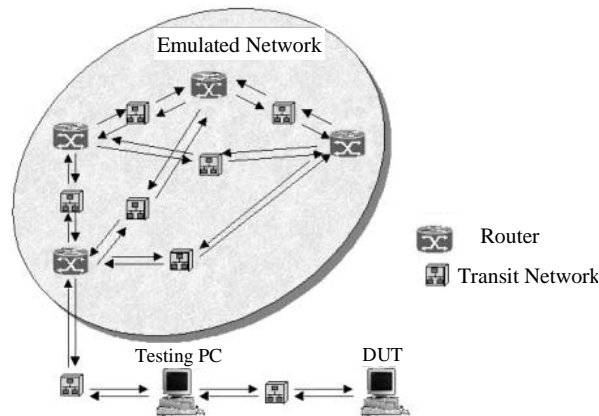 Emulated Network
Router
Transit Network
Testing PC
DUT